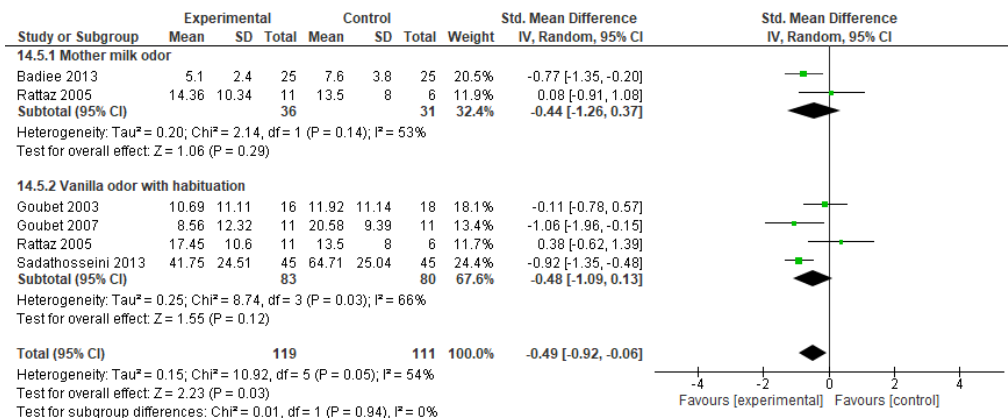 Experimental Control Std. Mean Difference Std. Mean Difference
Study or Subgroup Mean SD Total Mean SD Total Weight IV, Random, 95% CI IV, Random, 95% CI
14.5.1 Mother milk odor
Badiee 2013 5.1 2.4 25 7.6 3.8 25 20.5% -0.77 [-1.35, -0.20]
Rattaz 2005 14.36 10.34 11 13.5 8 6 11.9% 0.08 [-0.91, 1.08]
Subtotal (95% CI) 36 31 32.4% -0.44 [-1.26, 0.37]
Heterogeneity: Tau² = 0.20; Chi² = 2.14, df = 1 (P = 0.14); I² = 53%
Test for overall effect: Z = 1.06 (P = 0.29)
14.5.2 Vanilla odor with habituation
Goubet 2003 10.69 11.11 16 11.92 11.14 18 18.1% -0.11 [-0.78, 0.57]
Goubet 2007 8.56 12.32 11 20.58 9.39 11 13.4% -1.06 [-1.96, -0.15]
Rattaz 2005 17.45 10.6 11 13.5 8 6 11.7% 0.38 [-0.62, 1.39]
Sadathosseini 2013 41.75 24.51 45 64.71 25.04 45 24.4% -0.92 [-1.35, -0.48]
Subtotal (95% CI) 83 80 67.6% -0.48 [-1.09, 0.13]
Heterogeneity: Tau² = 0.25; Chi² = 8.74, df = 3 (P = 0.03); I² = 66%
Test for overall effect: Z = 1.55 (P = 0.12)
Total (95% CI) 119 111 100.0% -0.49 [-0.92, -0.06]
Heterogeneity: Tau² = 0.15; Chi² = 10.92, df = 5 (P = 0.05); I² = 54%
Test for overall effect: Z = 2.23 (P = 0.03)
Test for subgroup differences: Chi² = 0.01, df = 1 (P = 0.94), I² = 0%
-4 -2 0 2 4
Favours [experimental] Favours [control]